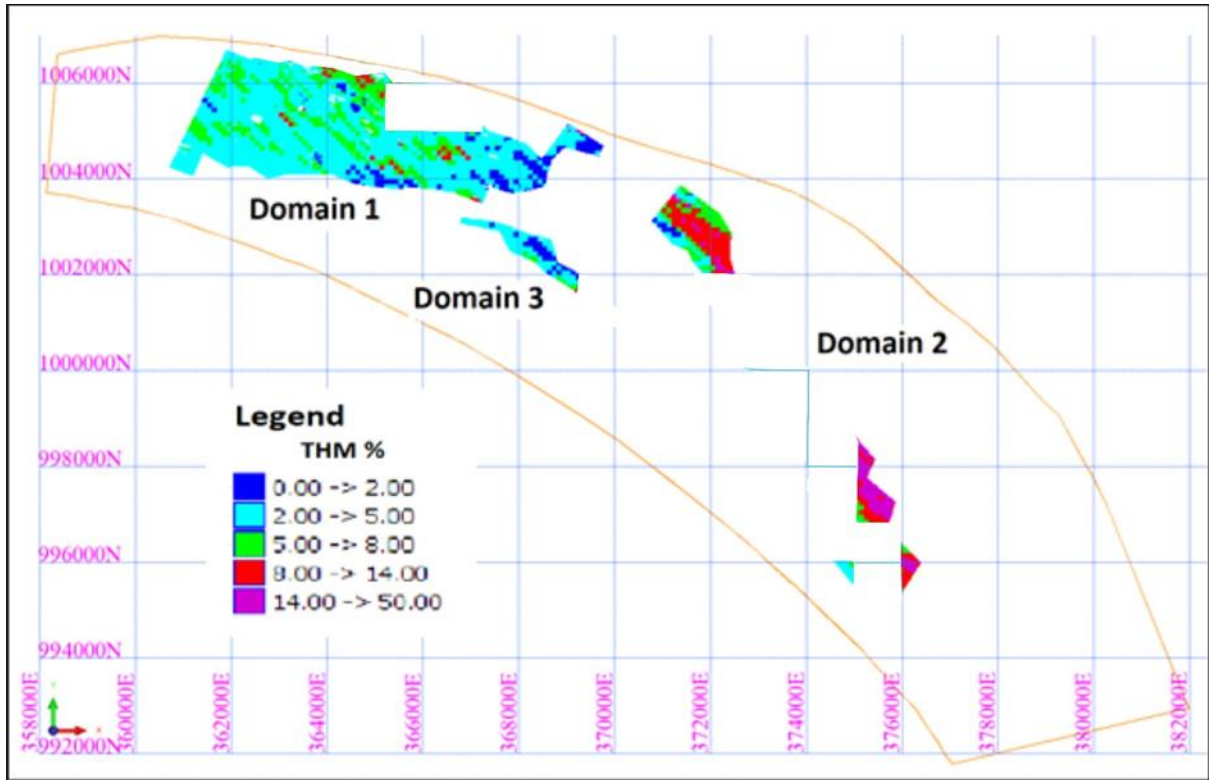 1006000N
1004000N
Domain 1
1002000N
Domain 3
Domain 2
1000000N
Legend
THM %
998000N
0.00 -> 2.00
2.00 -> 5.00
5.00 -> 8.00
996000N
8.00 -> 14.00
14.00 -> 50.00
994000N
992000N
358000E
360000E
362000E
364000E
366000E
368000E
370000E
372000E
374000E
376000E
378000E
380000E
382000E